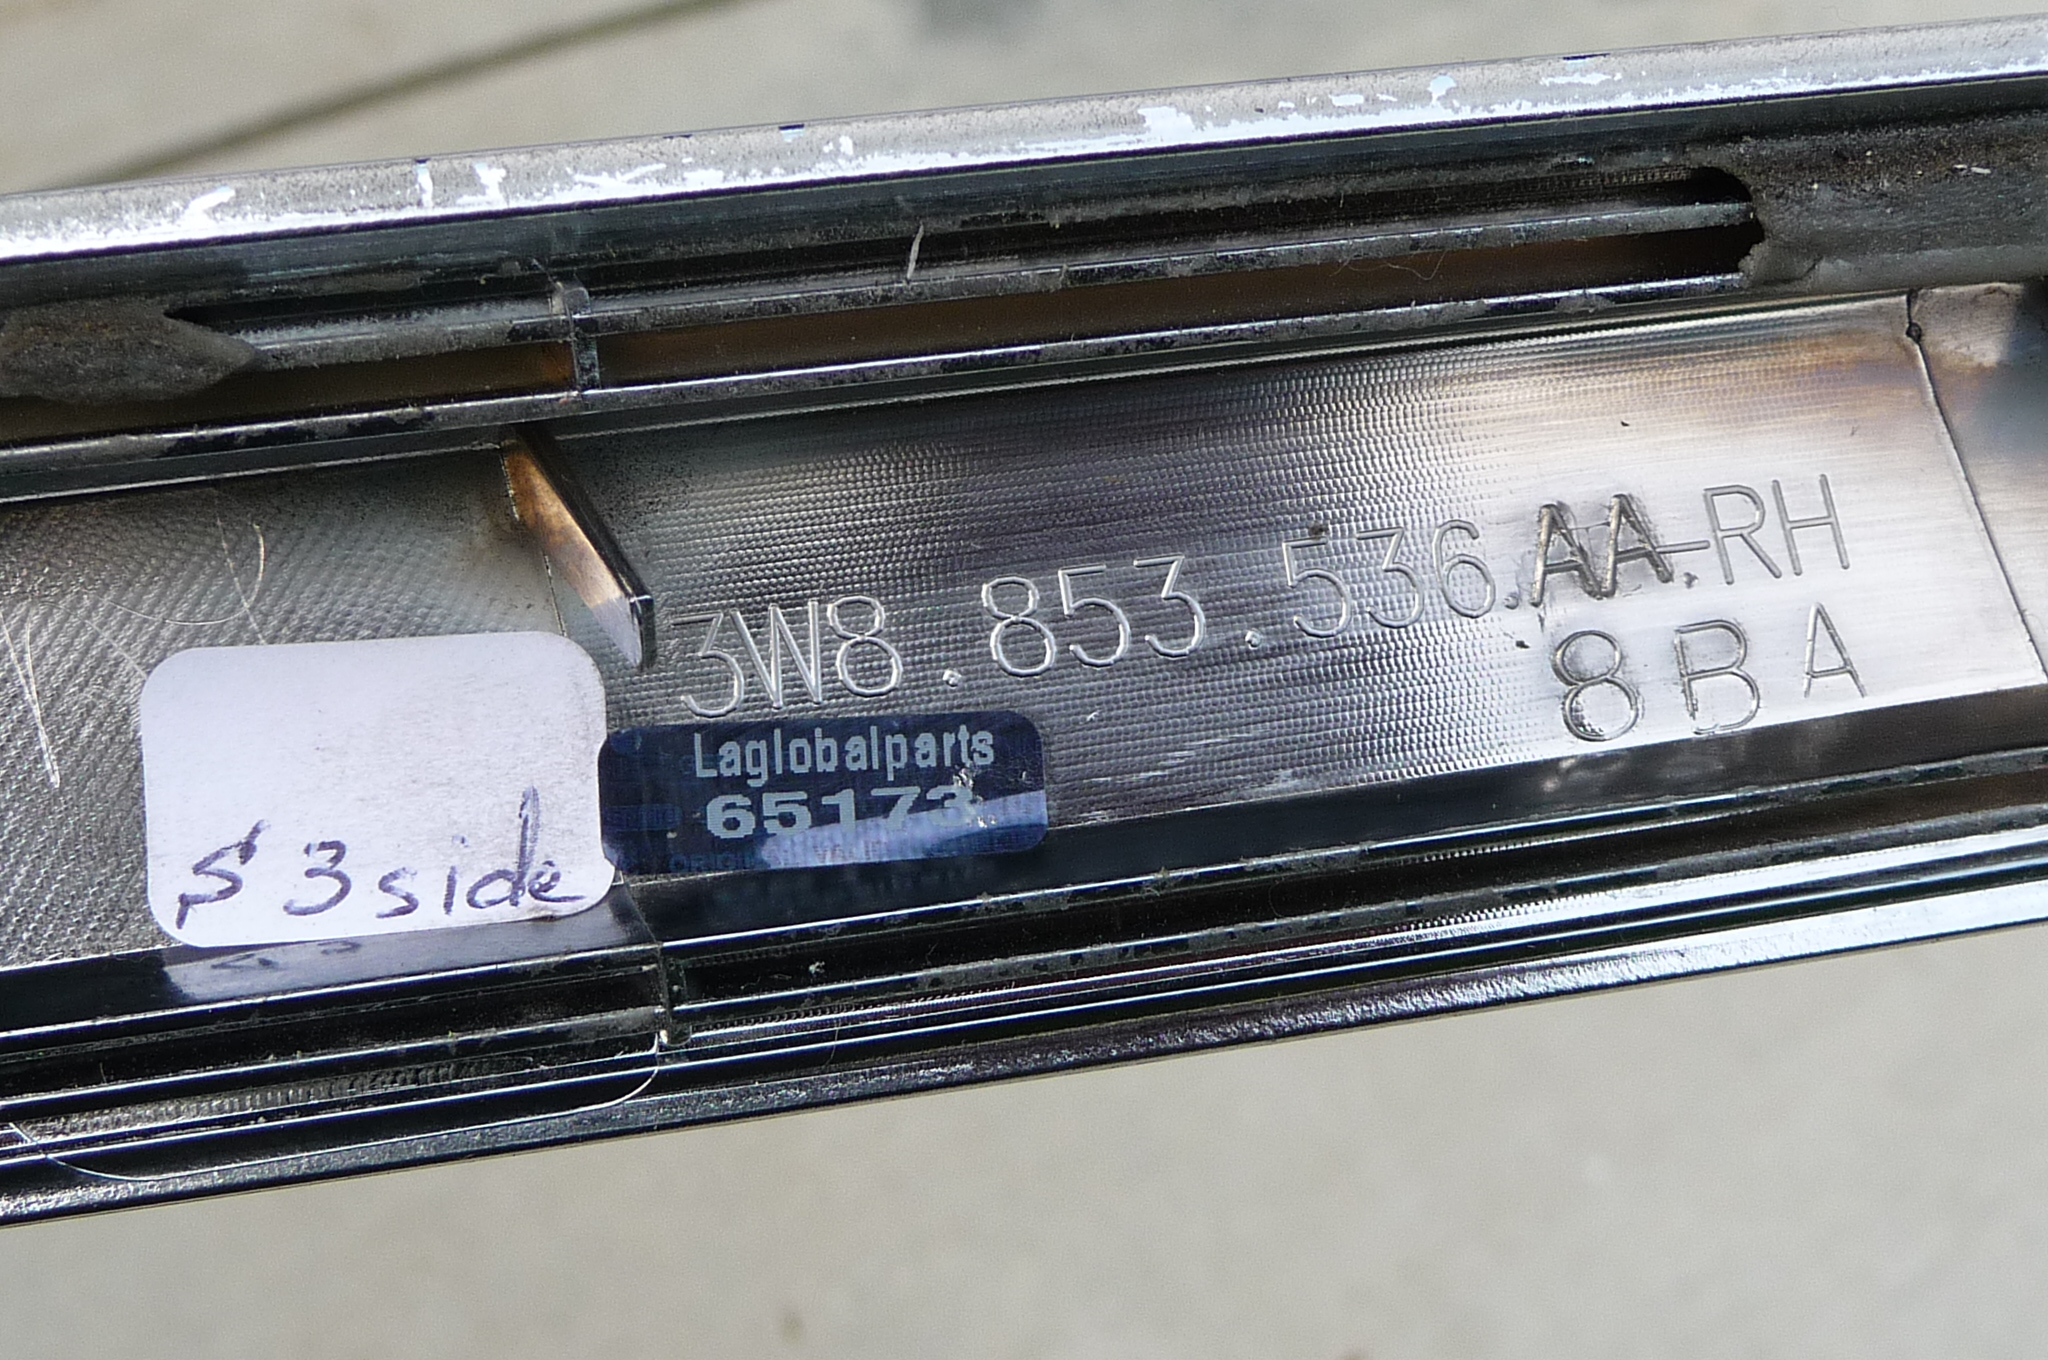 3W8.853.536.AA-RH
8BA
Laglobalparts
65173
S 3 side